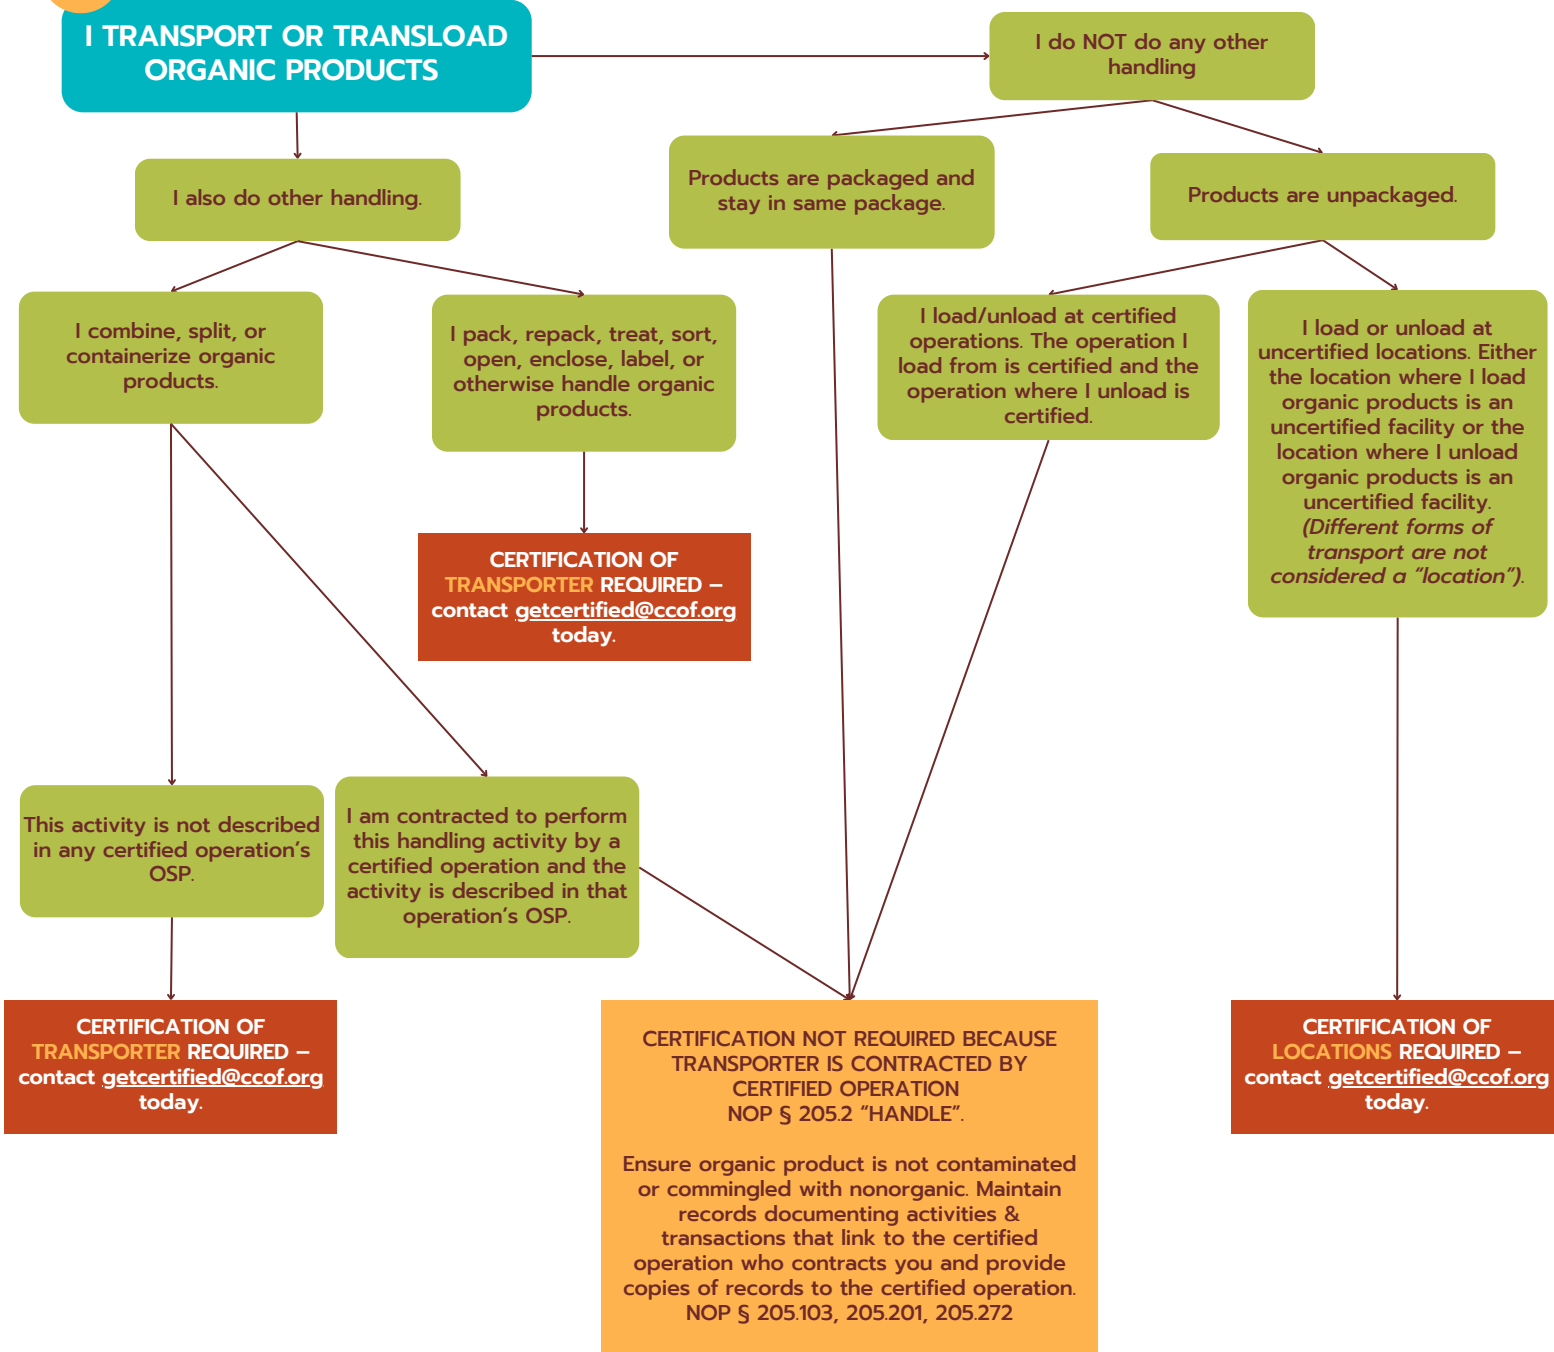 I TRANSPORT OR TRANSLOAD
ORGANIC PRODUCTS
I do NOT do any other
handling
I also do other handling.
Products are packaged and
stay in same package.
Products are unpackaged.
I combine, split, or
containerize organic
products.
I pack, repack, treat, sort,
open, enclose, label, or
otherwise handle organic
products.
I load/unload at certified
operations. The operation I
load from is certified and the
operation where I unload is
certified.
I load or unload at
uncertified locations. Either
the location where I load
organic products is an
uncertified facility or the
location where I unload
organic products is an
uncertified facility.
(Different forms of
transport are not
considered a “location”).
CERTIFICATION OF
TRANSPORTER REQUIRED –
contact getcertified@ccof.org
today.
This activity is not described
in any certified operation’s
OSP.
I am contracted to perform
this handling activity by a
certified operation and the
activity is described in that
operation’s OSP.
CERTIFICATION OF
TRANSPORTER REQUIRED –
contact getcertified@ccof.org
today.
CERTIFICATION NOT REQUIRED BECAUSE
TRANSPORTER IS CONTRACTED BY
CERTIFIED OPERATION
NOP § 205.2 “HANDLE”.
Ensure organic product is not contaminated
or commingled with nonorganic. Maintain
records documenting activities &
transactions that link to the certified
operation who contracts you and provide
copies of records to the certified operation.
NOP § 205.103, 205.201, 205.272
CERTIFICATION OF
LOCATIONS REQUIRED –
contact getcertified@ccof.org
today.